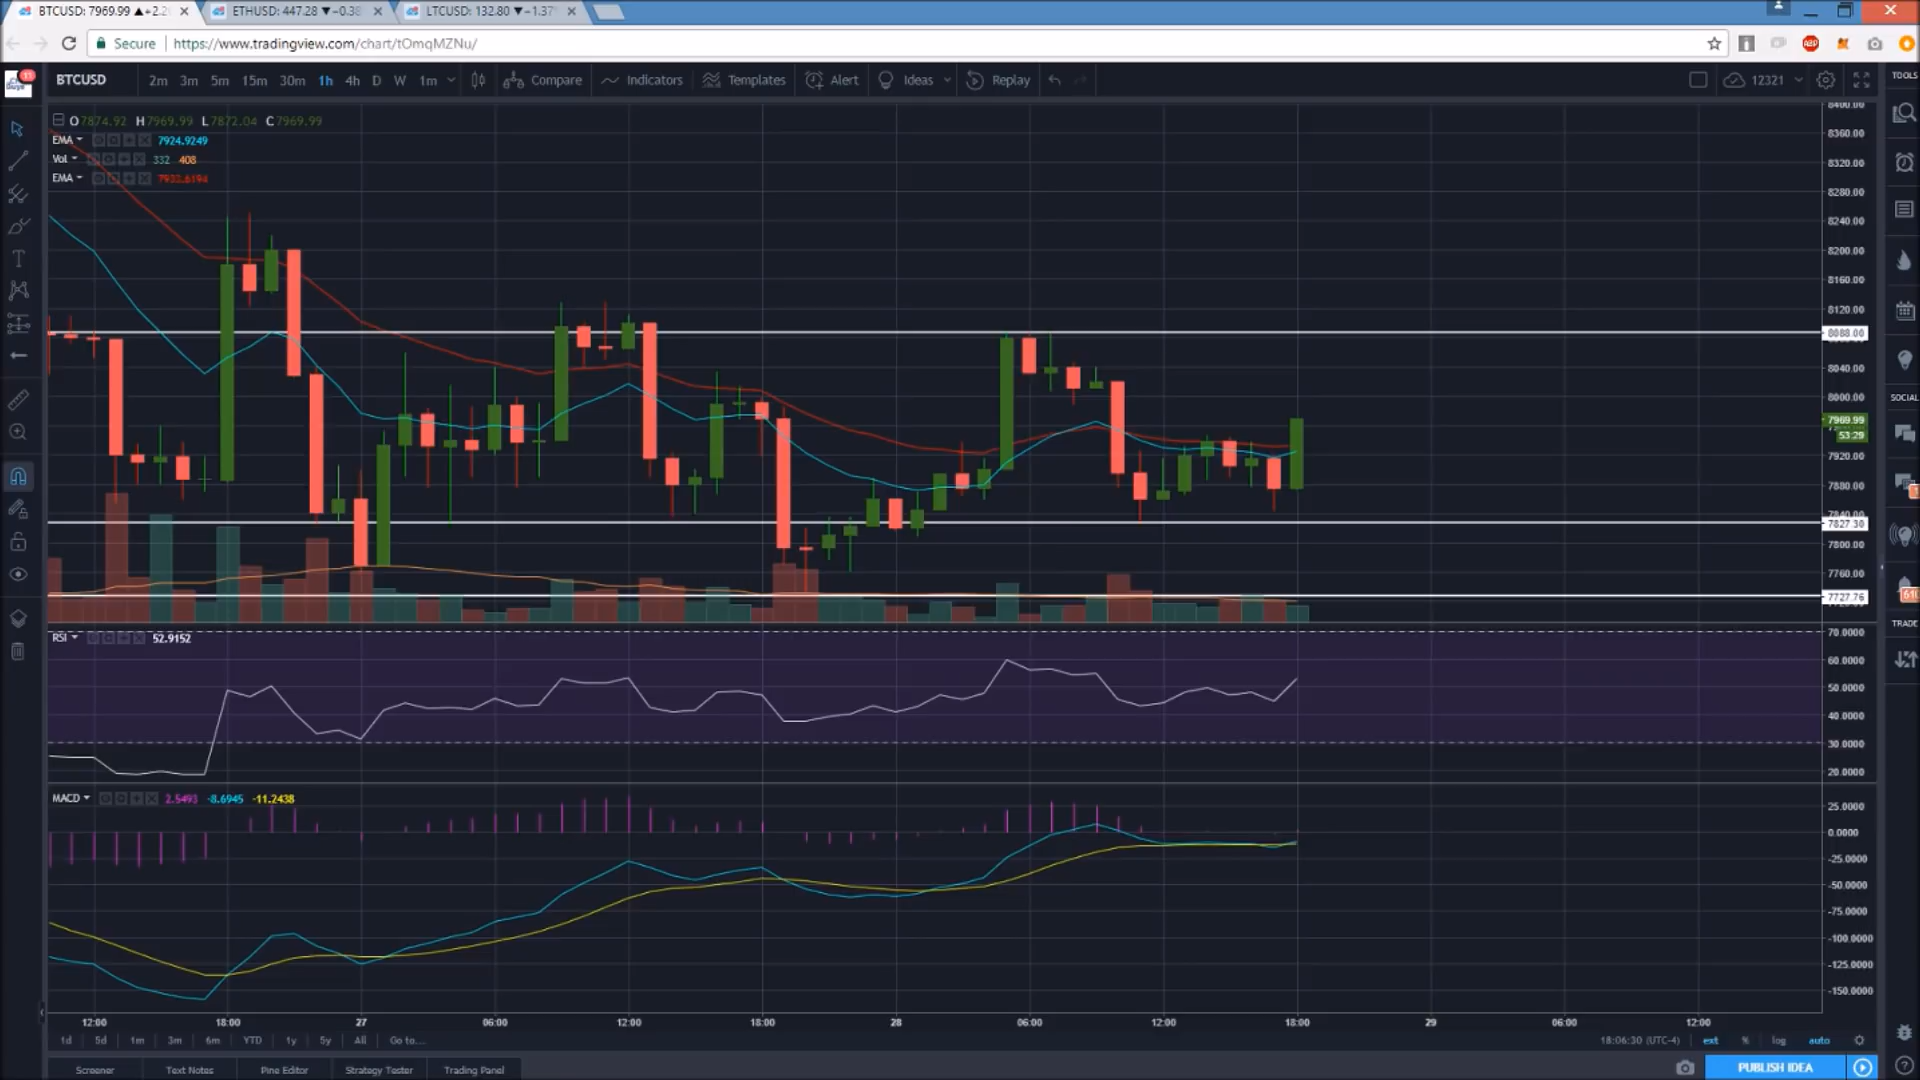 BTCUSD: 7969.99 ▲+2.2
ETHUSD: 447.28 ▼−0.38
LTCUSD: 132.80 ▼−1.37
Secure | https://www.tradingview.com/chart/tOmqMZNu/
BTCUSD 2m 3m 5m 15m 30m 1h 4h D W 1m Compare Indicators Templates Alert Ideas Replay 12321 TOOLS
O 7874.92 H 7969.99 L 7872.04 C 7969.99
EMA 7924.9249
Vol 332 408
EMA
8400.00
8360.00
8320.00
8280.00
8240.00
8200.00
8160.00
8120.00
8088.00
8040.00
8000.00
7969.99
53:29
7920.00
7880.00
7840.00
7827.30
7800.00
7760.00
7727.76
SOCIAL
TRADE
RSI 52.9152
70.0000
60.0000
50.0000
40.0000
30.0000
20.0000
MACD 2.5493 -8.6945 -11.2438
25.0000
0.0000
-25.0000
-50.0000
-75.0000
-100.0000
-125.0000
-150.0000
12:00 18:00 27 06:00 12:00 18:00 28 06:00 12:00 18:00 29 06:00 12:00
1d 5d 1m 3m 6m YTD 1y 5y All Go to... 18:06:30 (UTC-4) ext % log auto
Screener Text Notes Pine Editor Strategy Tester Trading Panel PUBLISH IDEA